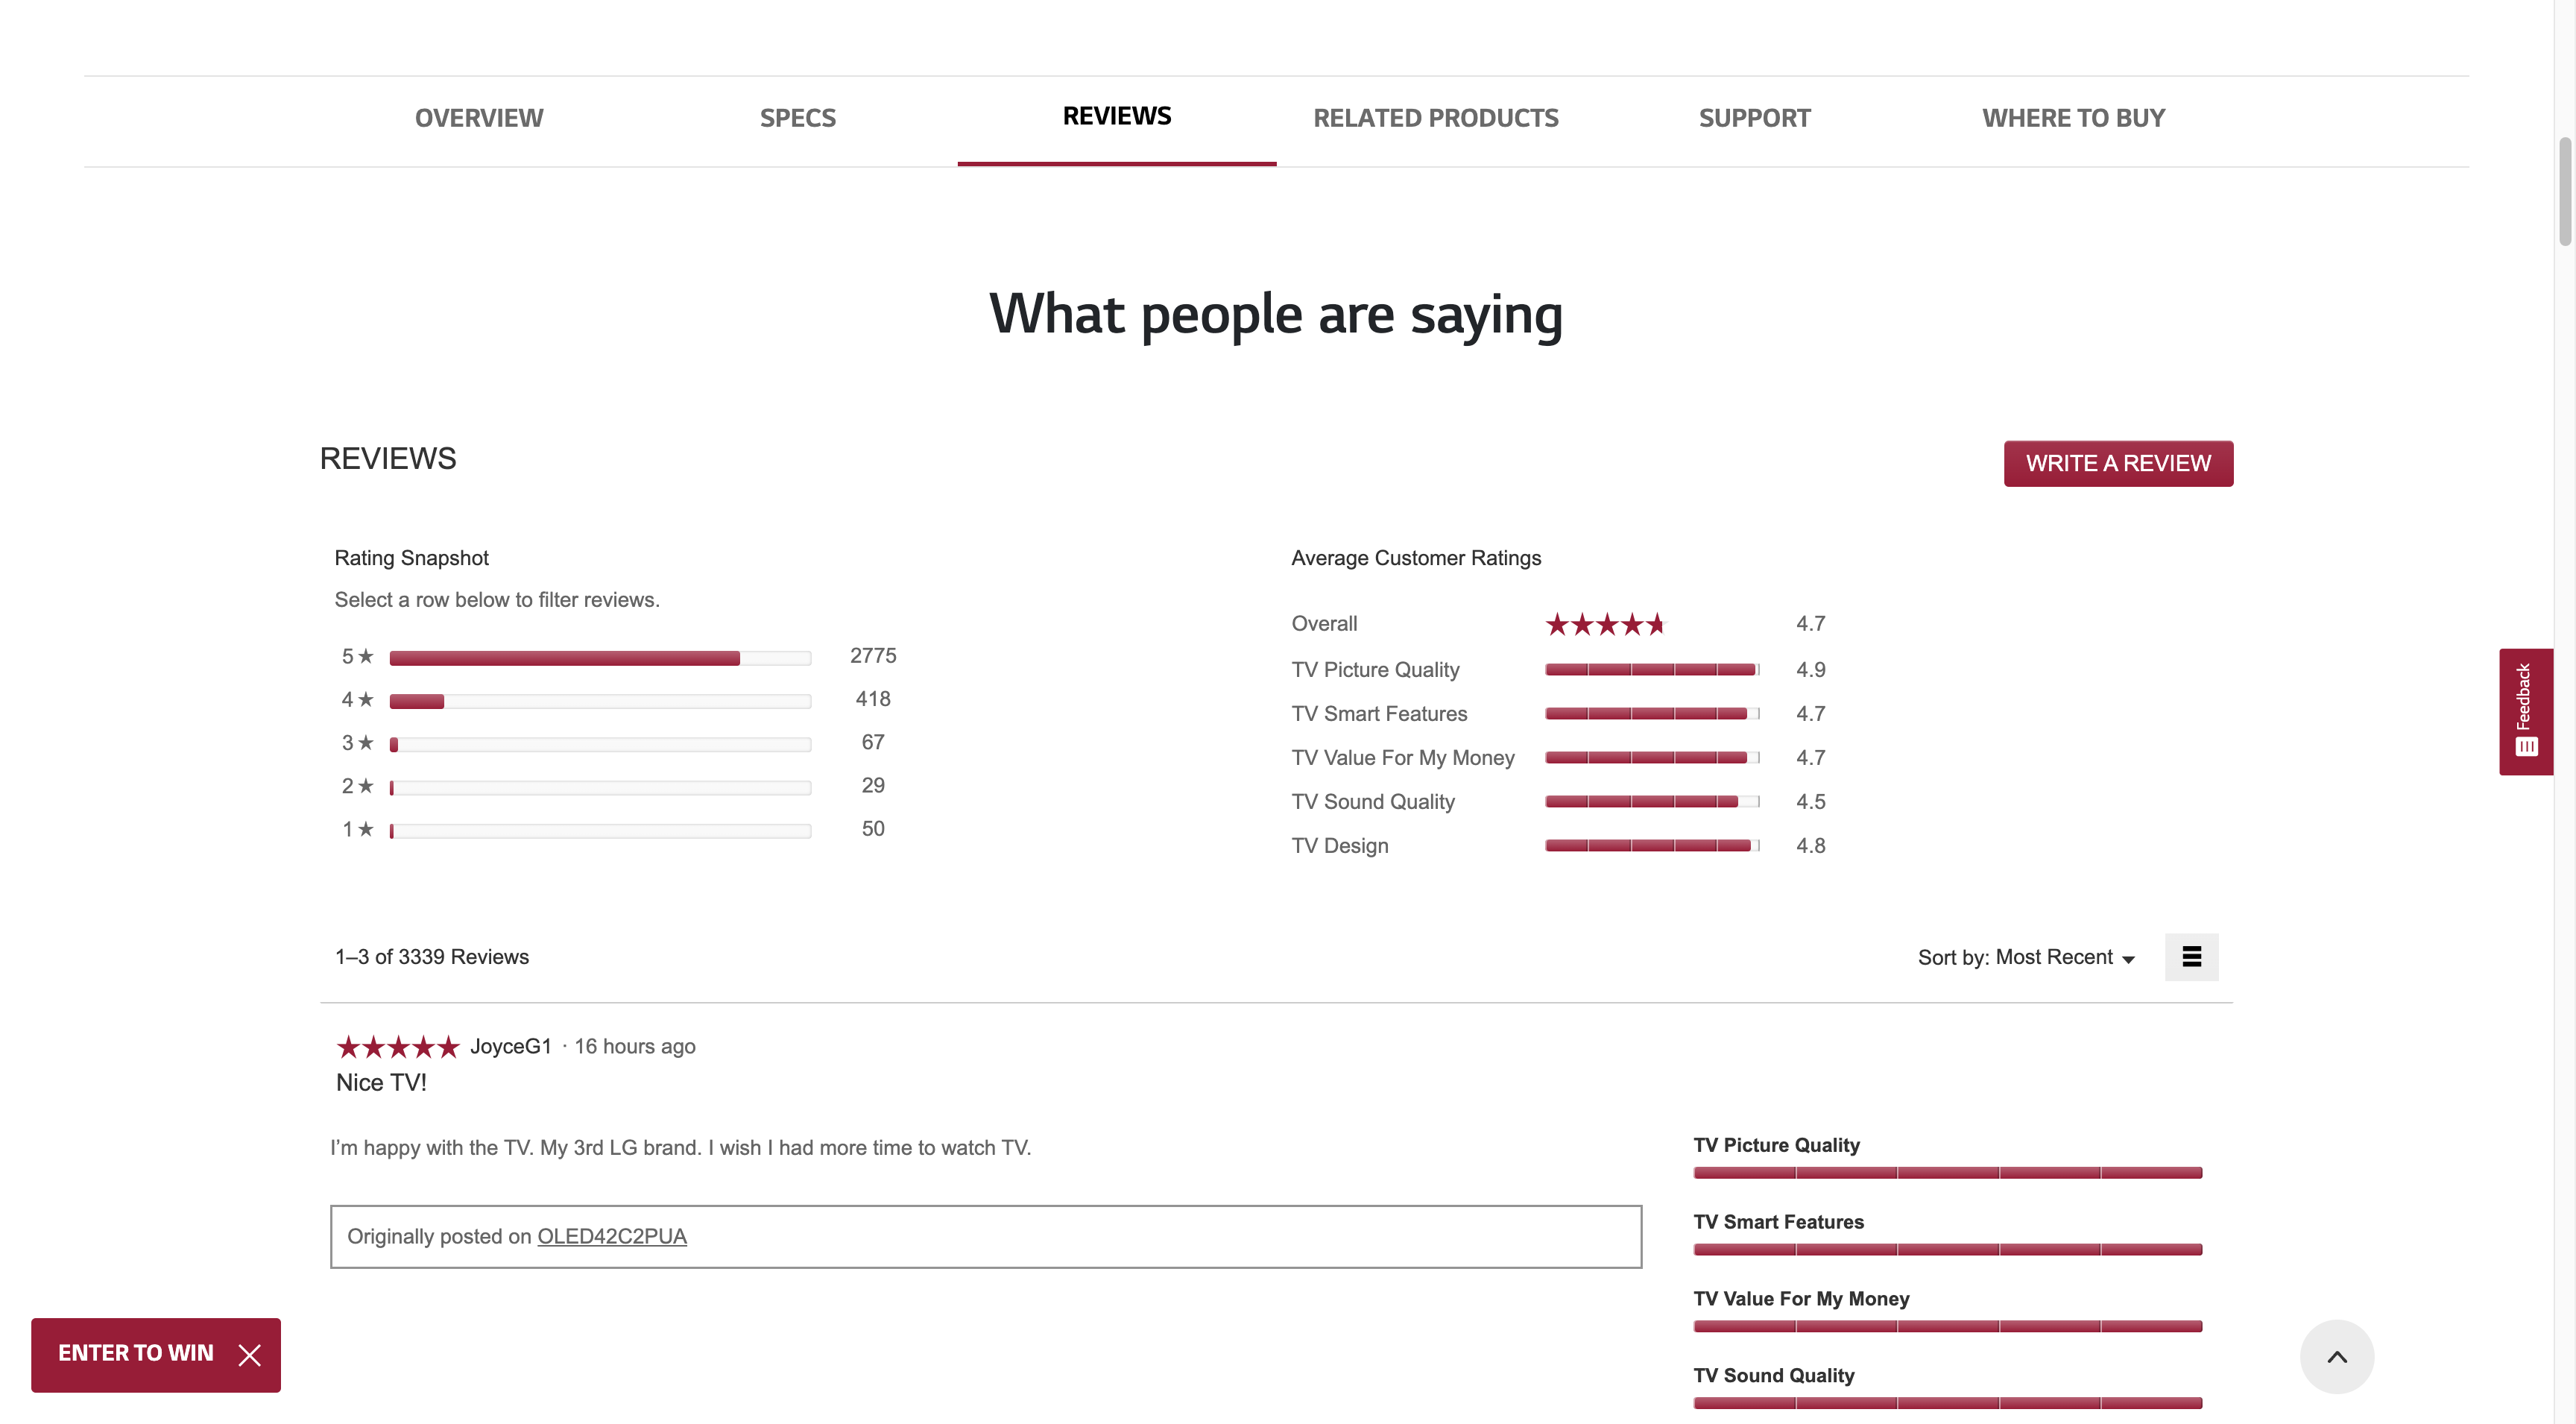 OVERVIEW SPECS REVIEWS RELATED PRODUCTS SUPPORT WHERE TO BUY
What people are saying
REVIEWS
WRITE A REVIEW
Rating Snapshot
Select a row below to filter reviews.
5★ 2775
4★ 418
3★ 67
2★ 29
1★ 50
Average Customer Ratings
Overall 4.7
TV Picture Quality 4.9
TV Smart Features 4.7
TV Value For My Money 4.7
TV Sound Quality 4.5
TV Design 4.8
Feedback
1–3 of 3339 Reviews
Sort by: Most Recent
JoyceG1 · 16 hours ago
Nice TV!
I'm happy with the TV. My 3rd LG brand. I wish I had more time to watch TV.
Originally posted on OLED42C2PUA
TV Picture Quality
TV Smart Features
TV Value For My Money
TV Sound Quality
ENTER TO WIN